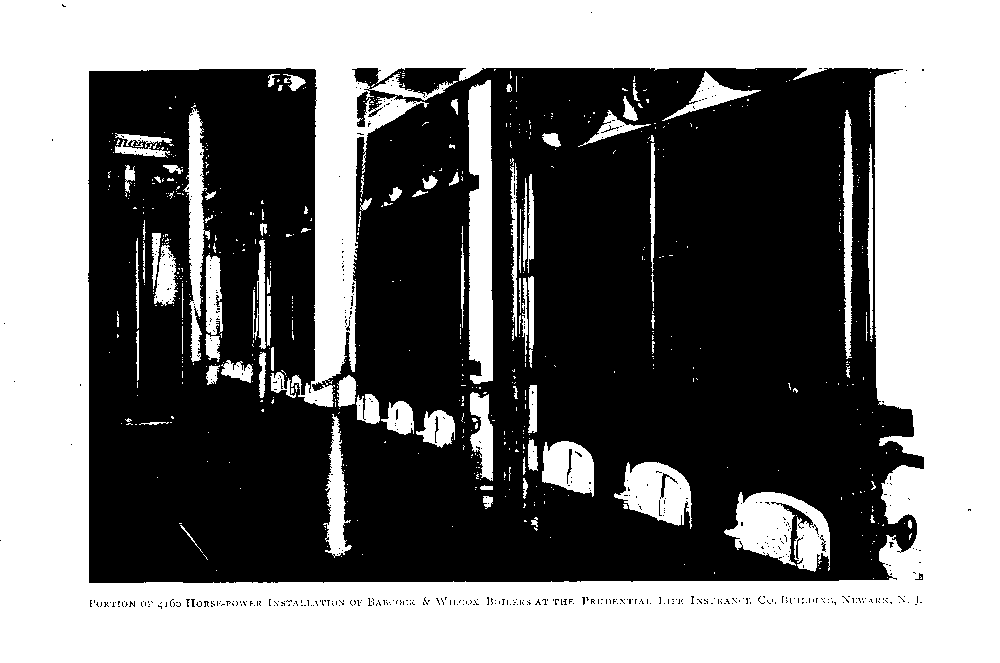 PORTION OF 4160 HORSE-POWER INSTALLATION OF BABCOCK & WILCOX BOILERS AT THE PRUDENTIAL LIFE INSURANCE CO. BUILDING, NEWARK, N. J.